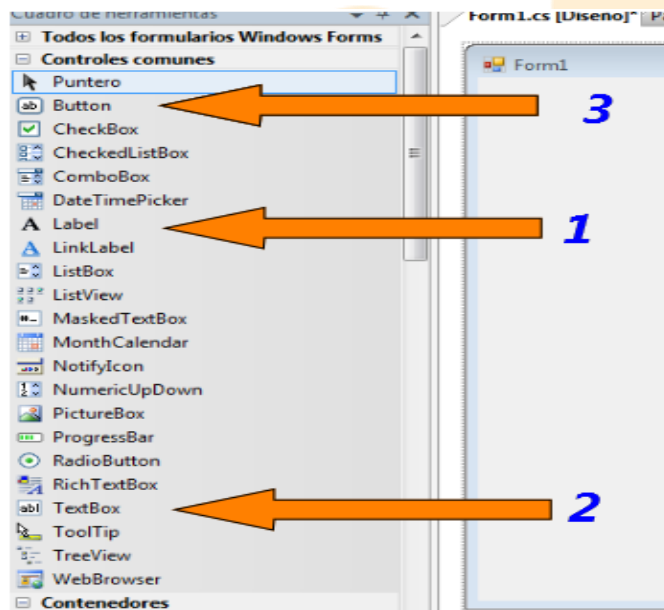 Cuadro de herramientas
Form1.cs [Diseño]*
Todos los formularios Windows Forms
Controles comunes
Form1
Puntero
Button
3
CheckBox
CheckedListBox
ComboBox
DateTimePicker
A Label
1
A LinkLabel
ListBox
ListView
MaskedTextBox
MonthCalendar
NotifyIcon
NumericUpDown
PictureBox
ProgressBar
RadioButton
RichTextBox
abl TextBox
2
ToolTip
TreeView
WebBrowser
Contenedores